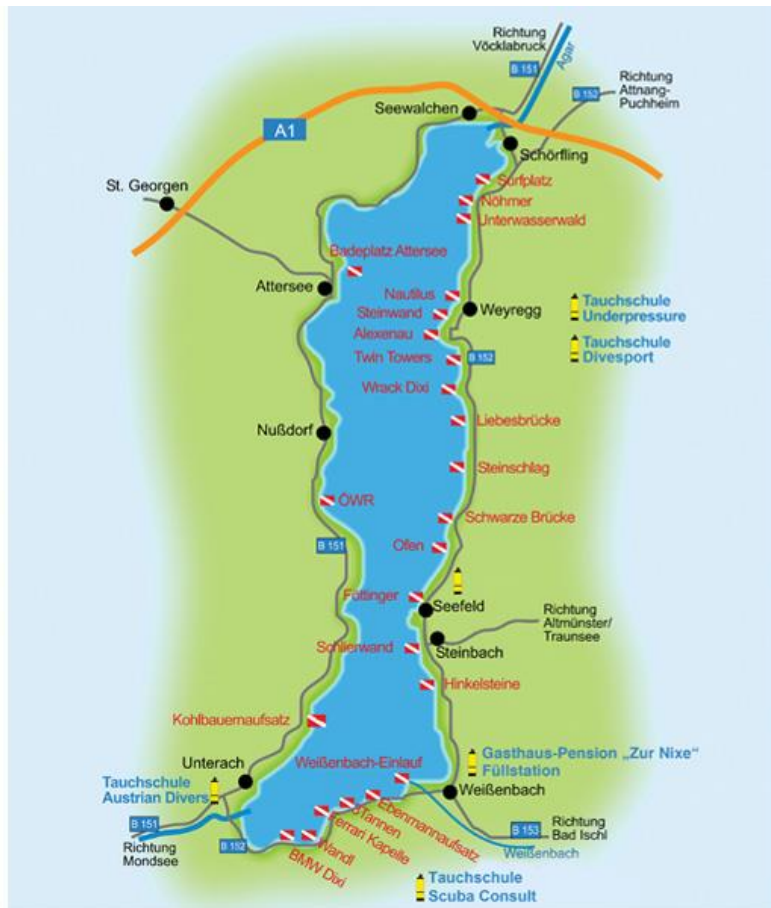 Richtung
Vöcklabruck
B 151
Agar
Richtung
Attnang-
Puchheim
B 152
Seewalchen
A1
Schörfling
St. Georgen
Surfplatz
Nöhmer
Unterwasserwald
Badeplatz Attersee
Attersee
Nautilus
Steinwand
Weyregg
Tauchschule
Underpressure
Alexenau
Tauchschule
Divesport
Twin Towers
B 152
Wrack Dixi
Liebesbrücke
Nußdorf
Steinschlag
ÖWR
Schwarze Brücke
B 151
Ofen
Föttinger
Seefeld
Richtung
Altmünster/
Traunsee
Steinbach
Schlierwand
Hinkelsteine
Kohlbauernaufsatz
Unterach
Weißenbach-Einlauf
Gasthaus-Pension „Zur Nixe“
Füllstation
Tauchschule
Austrian Divers
Weißenbach
Ebenmannaufsatz
3Tannen
Ferrari Kapelle
Wandl
BMW Dixi
B 151
Richtung
Mondsee
B 152
B 153
Richtung
Bad Ischl
Weißenbach
Tauchschule
Scuba Consult